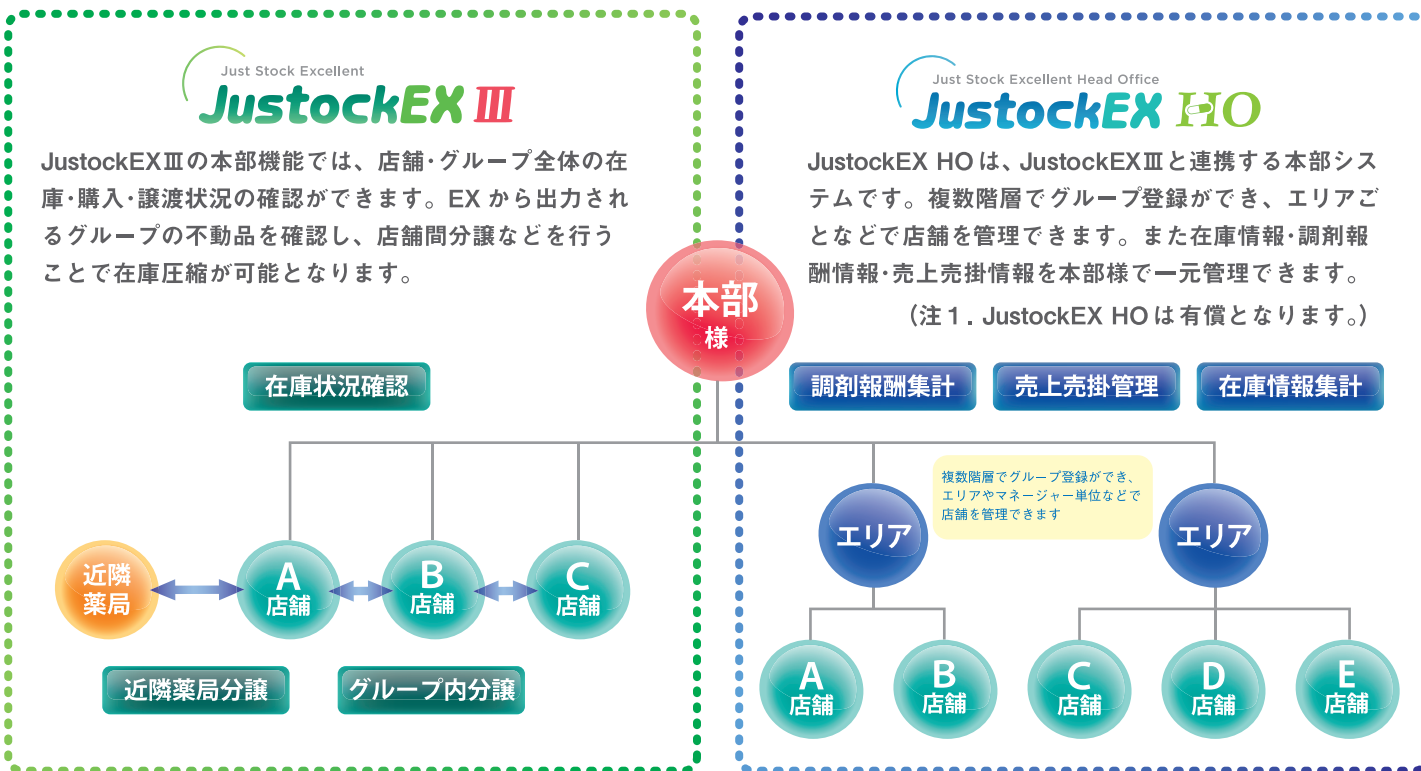 Just Stock Excellent
JustockEX Ⅲ
JustockEXⅢの本部機能では、店舗・グループ全体の在
庫・購入・譲渡状況の確認ができます。EX から出力され
るグループの不動品を確認し、店舗間分譲などを行う
ことで在庫圧縮が可能となります。
在庫状況確認
近隣
薬局
A
店舗
B
店舗
C
店舗
近隣薬局分譲
グループ内分譲
本部
様
Just Stock Excellent Head Office
JustockEX HO
JustockEX HOは、JustockEXⅢと連携する本部シス
テムです。複数階層でグループ登録ができ、エリアご
となどで店舗を管理できます。また在庫情報・調剤報
酬情報・売上売掛情報を本部様で一元管理できます。
（注１. JustockEX HOは有償となります。）
調剤報酬集計
売上売掛管理
在庫情報集計
複数階層でグループ登録ができ、
エリアやマネージャー単位などで
店舗を管理できます
エリア
エリア
A
店舗
B
店舗
C
店舗
D
店舗
E
店舗